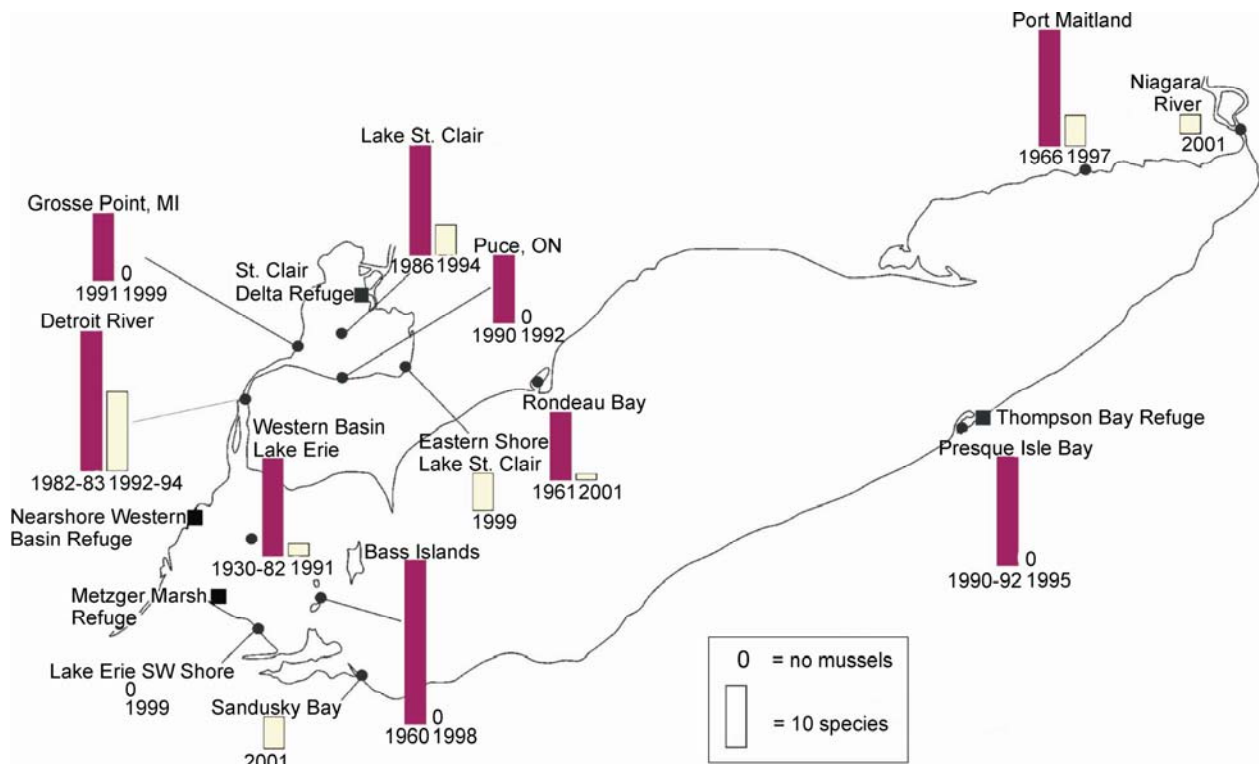 Port Maitland
1966 1997
Niagara
River
2001
Lake St. Clair
1986 1994
Grosse Point, MI
0
1991 1999
St. Clair
Delta Refuge
Puce, ON
0
1990 1992
Detroit River
1982-83 1992-94
Western Basin
Lake Erie
1930-82 1991
Eastern Shore
Lake St. Clair
1999
Rondeau Bay
1961 2001
Thompson Bay Refuge
Presque Isle Bay
0
1990-92 1995
Nearshore Western
Basin Refuge
Bass Islands
0
1960 1998
Metzger Marsh
Refuge
Lake Erie SW Shore
0
1999
Sandusky Bay
2001
0 = no mussels
= 10 species